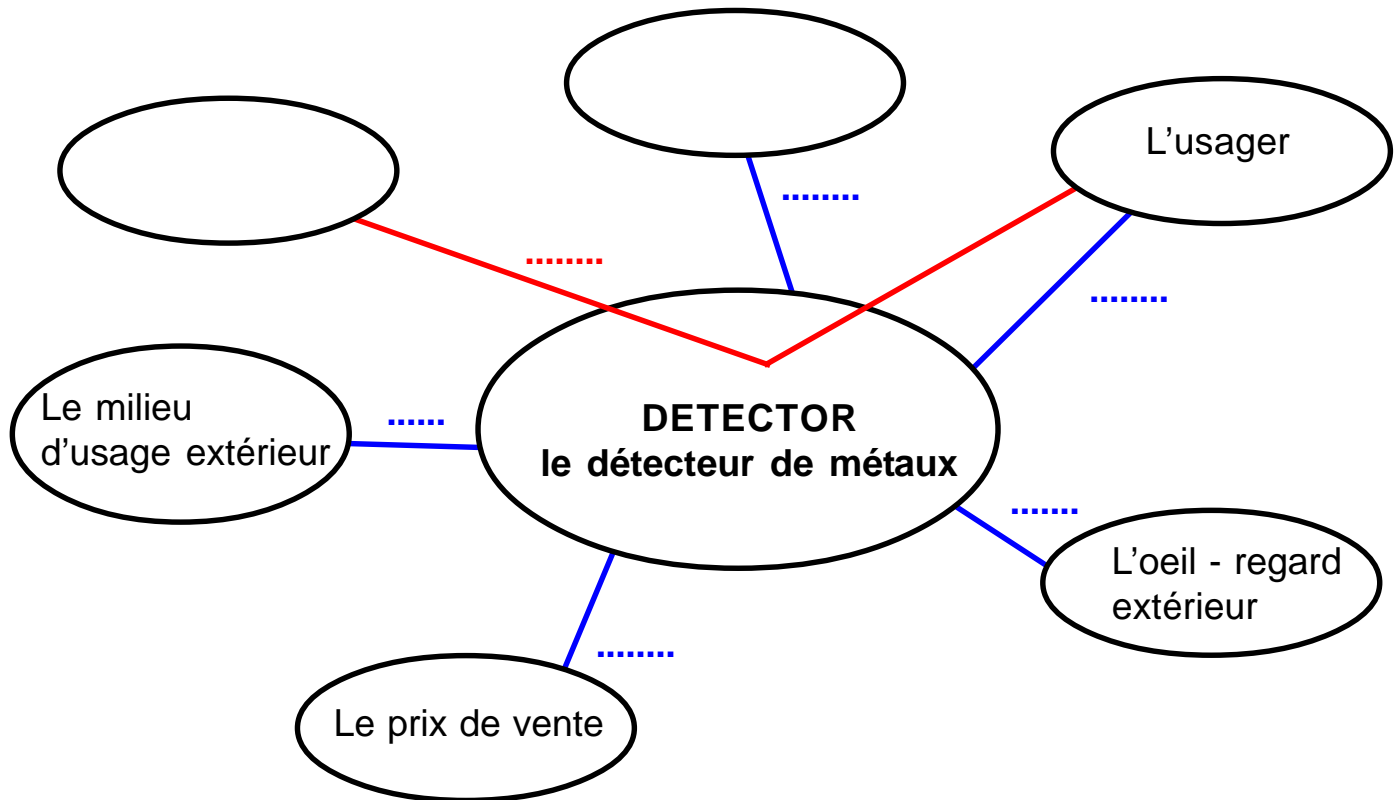 L'usager
........
........
........
Le milieu
d'usage extérieur
......
DETECTOR
le détecteur de métaux
.......
L'oeil - regard
extérieur
........
Le prix de vente